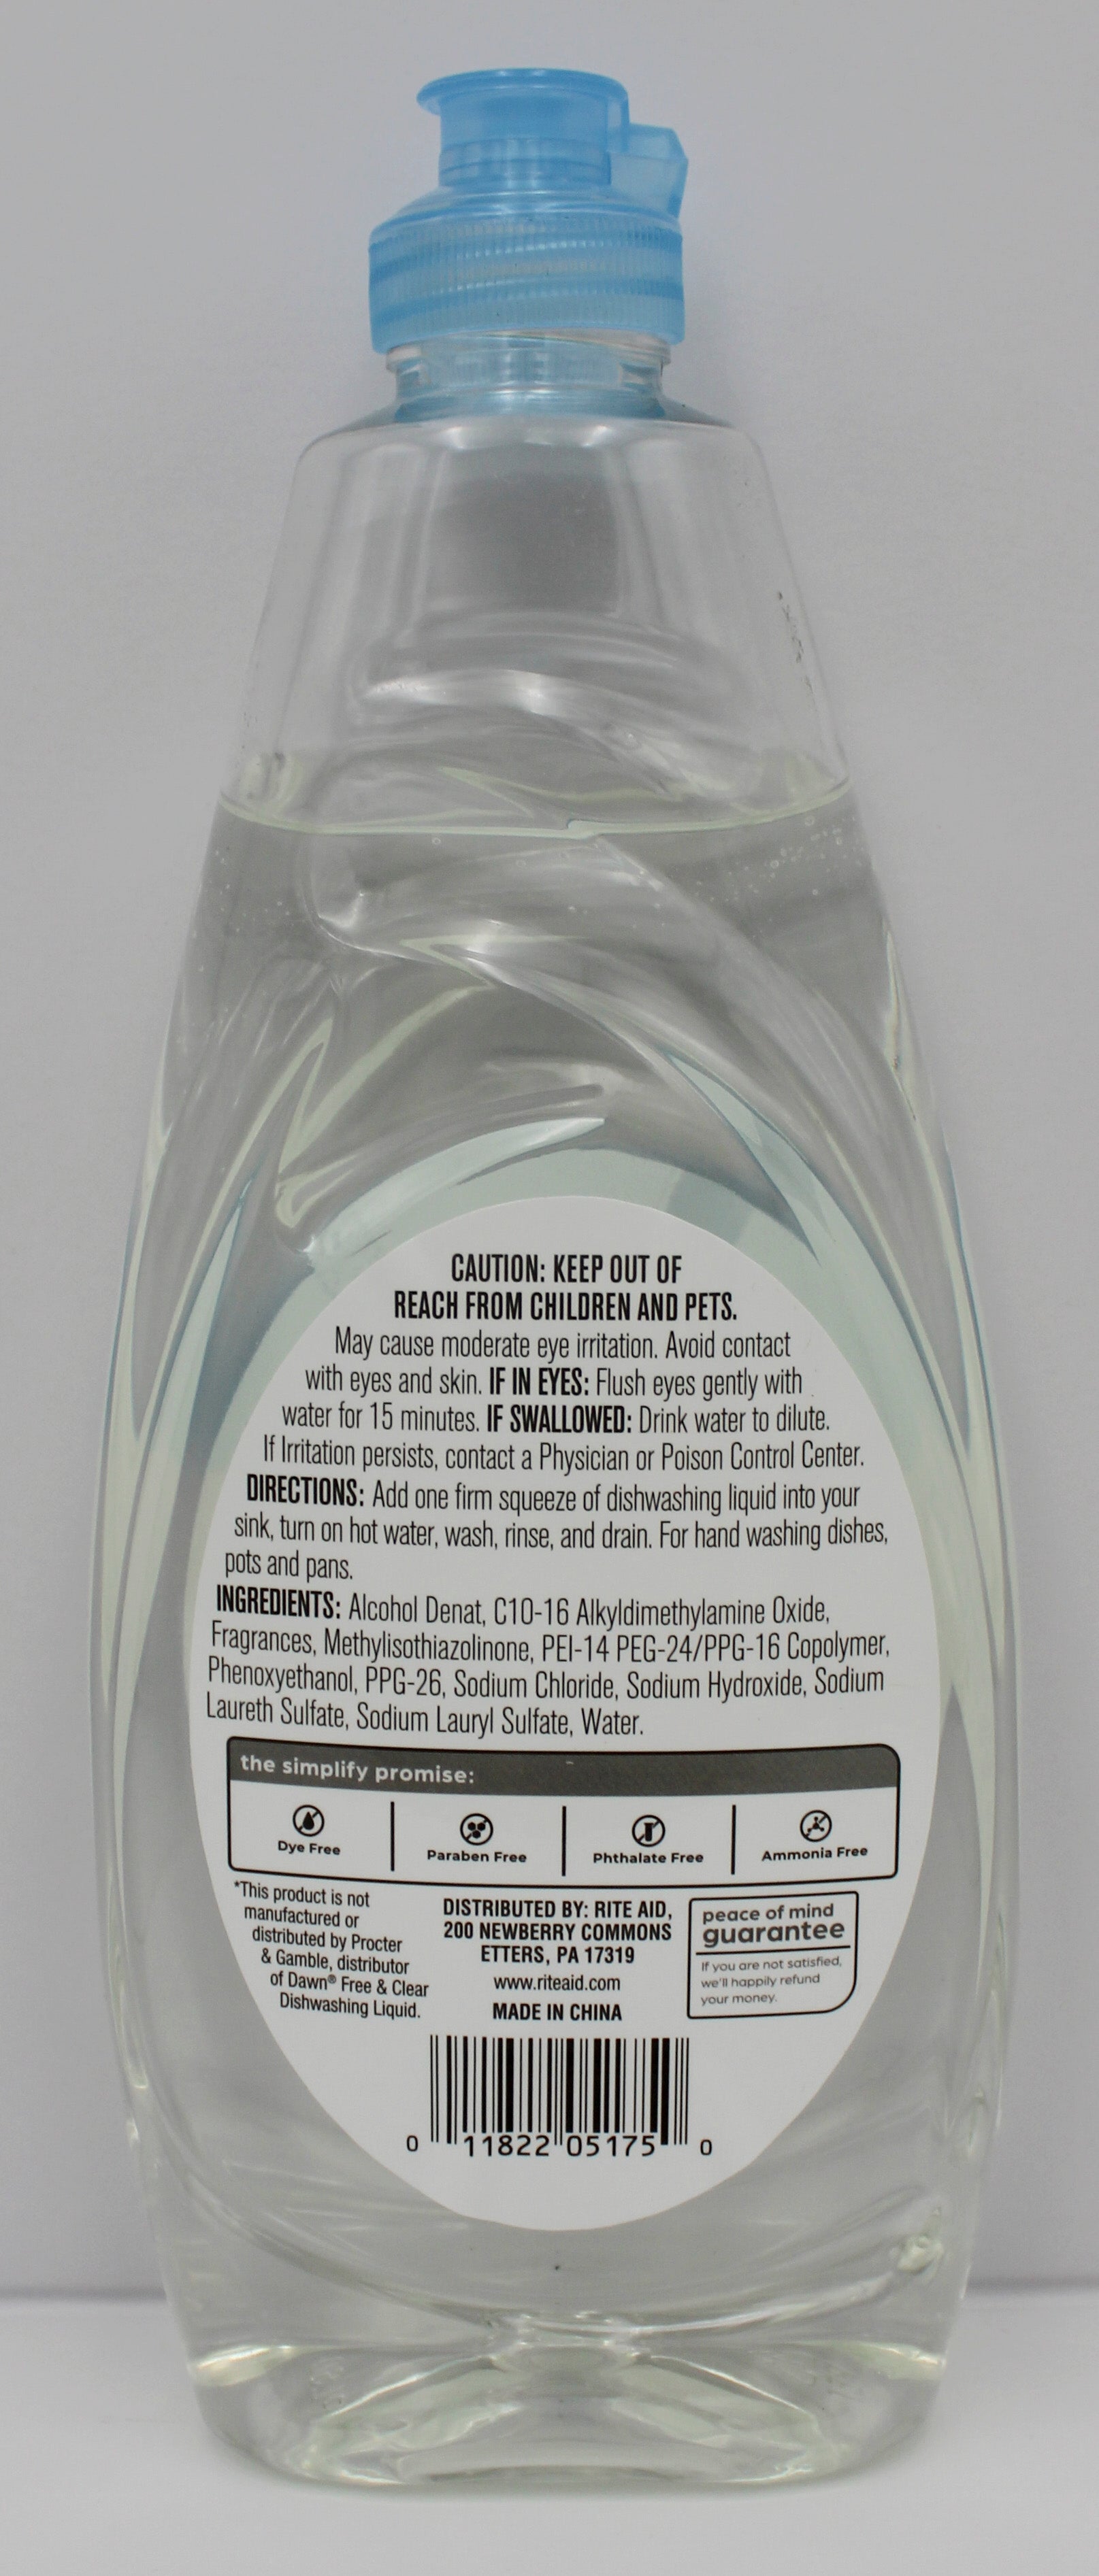 CAUTION: KEEP OUT OF
REACH FROM CHILDREN AND PETS.
May cause moderate eye irritation. Avoid contact
with eyes and skin. IF IN EYES: Flush eyes gently with
water for 15 minutes. IF SWALLOWED: Drink water to dilute.
If Irritation persists, contact a Physician or Poison Control Center.
DIRECTIONS: Add one firm squeeze of dishwashing liquid into your
sink, turn on hot water, wash, rinse, and drain. For hand washing dishes,
pots and pans.
INGREDIENTS: Alcohol Denat, C10-16 Alkyldimethylamine Oxide,
Fragrances, Methylisothiazolinone, PEI-14 PEG-24/PPG-16 Copolymer,
Phenoxyethanol, PPG-26, Sodium Chloride, Sodium Hydroxide, Sodium
Laureth Sulfate, Sodium Lauryl Sulfate, Water.
the simplify promise:
Dye Free
Paraben Free
Phthalate Free
Ammonia Free
*This product is not
manufactured or
distributed by Procter
& Gamble, distributor
of Dawn® Free & Clear
Dishwashing Liquid.
DISTRIBUTED BY: RITE AID,
200 NEWBERRY COMMONS
ETTERS, PA 17319
www.riteaid.com
MADE IN CHINA
peace of mind
guarantee
If you are not satisfied,
we'll happily refund
your money.
0 11822 05175 0